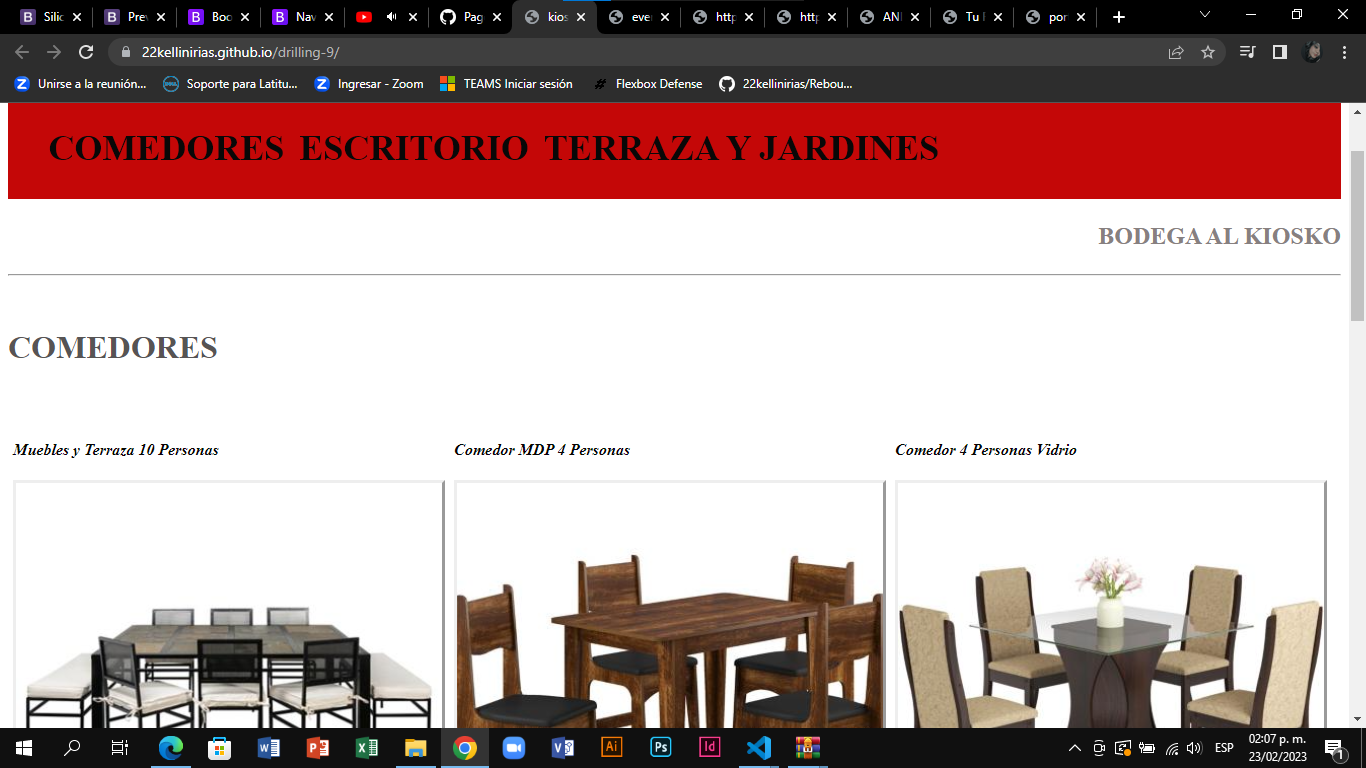 Silic
Prev
Boo
Nav
Pag
kios
eve
http
http
ANI
Tu
por
22kellinirias.github.io/drilling-9/
Unirse a la reunión...
Soporte para Latitu...
Ingresar - Zoom
TEAMS Iniciar sesión
Flexbox Defense
22kellinirias/Rebou...
COMEDORES ESCRITORIO TERRAZA Y JARDINES
BODEGA AL KIOSKO
COMEDORES
Muebles y Terraza 10 Personas
Comedor MDP 4 Personas
Comedor 4 Personas Vidrio
ESP
02:07 p. m.
23/02/2023
1